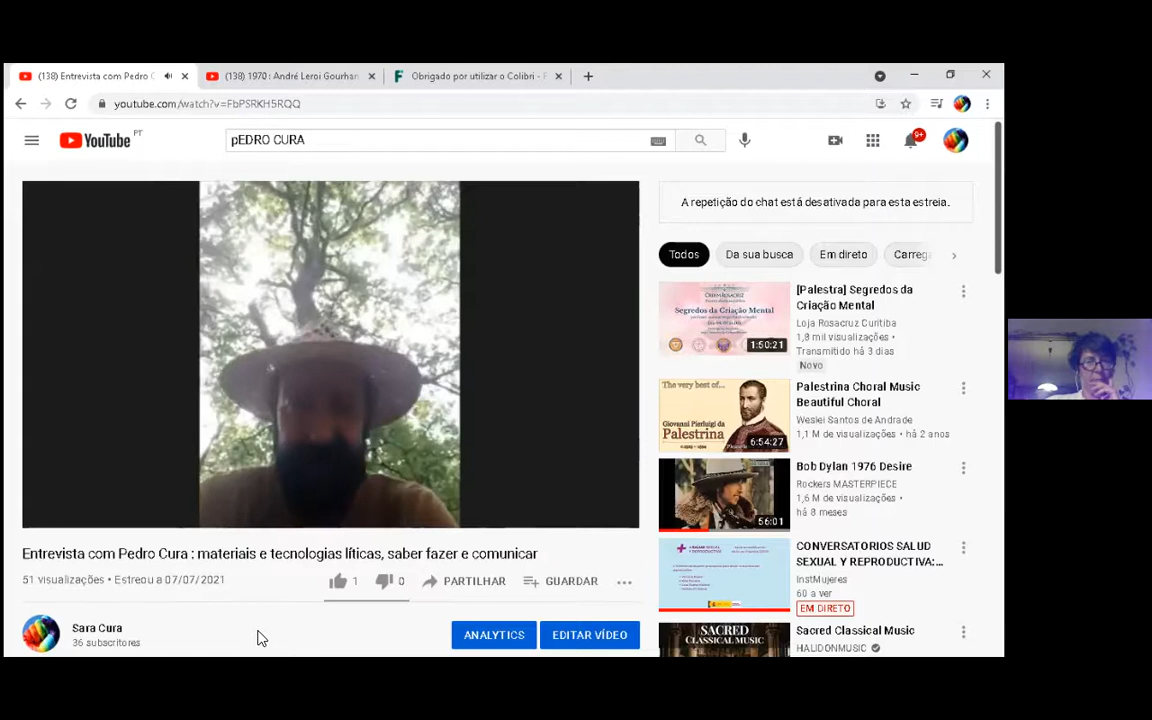 (138) Entrevista com Pedro C
(138) 1970 : André Leroi Gourhan
Obrigado por utilizar o Colibri -
youtube.com/watch?v=FbPSRKH5RQQ
YouTube PT
pEDRO CURA
9+
A repetição do chat está desativada para esta estreia.
Todos
Da sua busca
Em direto
Carrega
Segredos da Criação Mental
1:50:21
[Palestra] Segredos da
Criação Mental
Loja Rosacruz Curitiba
1,8 mil visualizações •
Transmitido há 3 dias
Novo
The very best of...
Giovanni Pierluigi da
Palestrina
6:54:27
Palestrina Choral Music
Beautiful Choral
Weslei Santos de Andrade
1,1 M de visualizações • há 2 anos
56:01
Bob Dylan 1976 Desire
Rockers MASTERPIECE
1,6 M de visualizações •
há 8 meses
CONVERSATORIOS SALUD
SEXUAL Y REPRODUCTIVA:...
InstMujeres
60 a ver
EM DIRETO
SACRED
CLASSICAL MUSIC
Sacred Classical Music
HALIDONMUSIC
Entrevista com Pedro Cura : materiais e tecnologias líticas, saber fazer e comunicar
51 visualizações • Estreou a 07/07/2021
1
0
PARTILHAR
GUARDAR
Sara Cura
36 subscritores
ANALYTICS
EDITAR VÍDEO